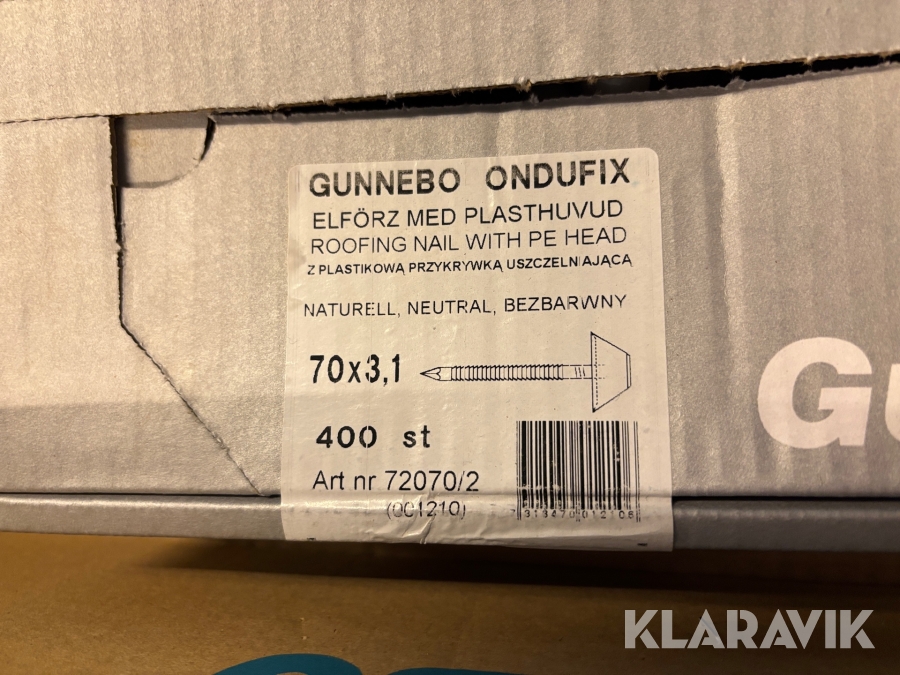 GUNNEBO ONDUFIX
ELFÖRZ MED PLASTHUVUD
ROOFING NAIL WITH PE HEAD
Z PLASTIKOWĄ PRZYKRYWKĄ USZCZELNIAJĄCĄ
NATURELL, NEUTRAL, BEZBARWNY
70x3,1
400 st
Art nr 72070/2
(001210)
KLARAVIK